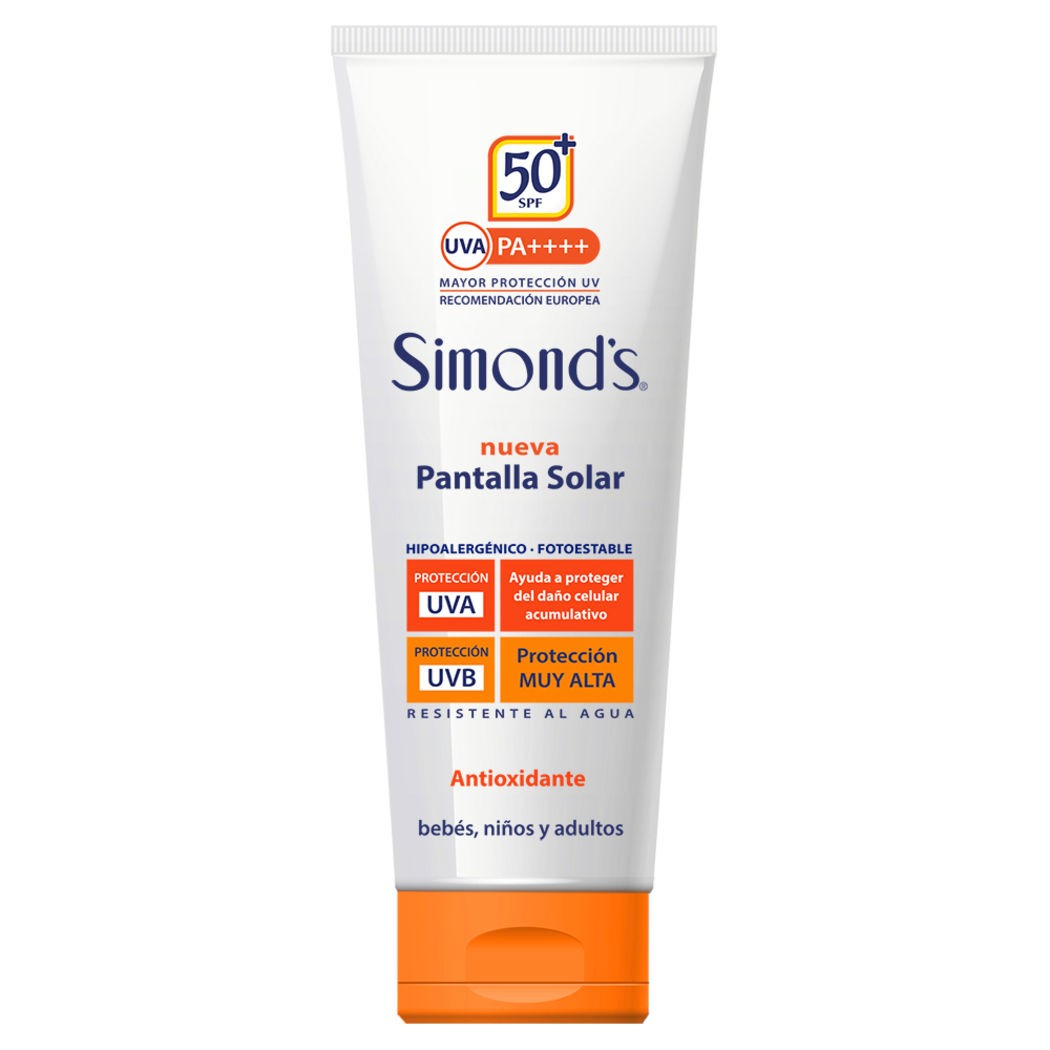 50+
SPF
UVA PA++++
MAYOR PROTECCIÓN UV
RECOMENDACIÓN EUROPEA
Simond's®
nueva
Pantalla Solar
HIPOALERGÉNICO · FOTOESTABLE
PROTECCIÓN
UVA
Ayuda a proteger
del daño celular
acumulativo
PROTECCIÓN
UVB
Protección
MUY ALTA
RESISTENTE AL AGUA
Antioxidante
bebés, niños y adultos